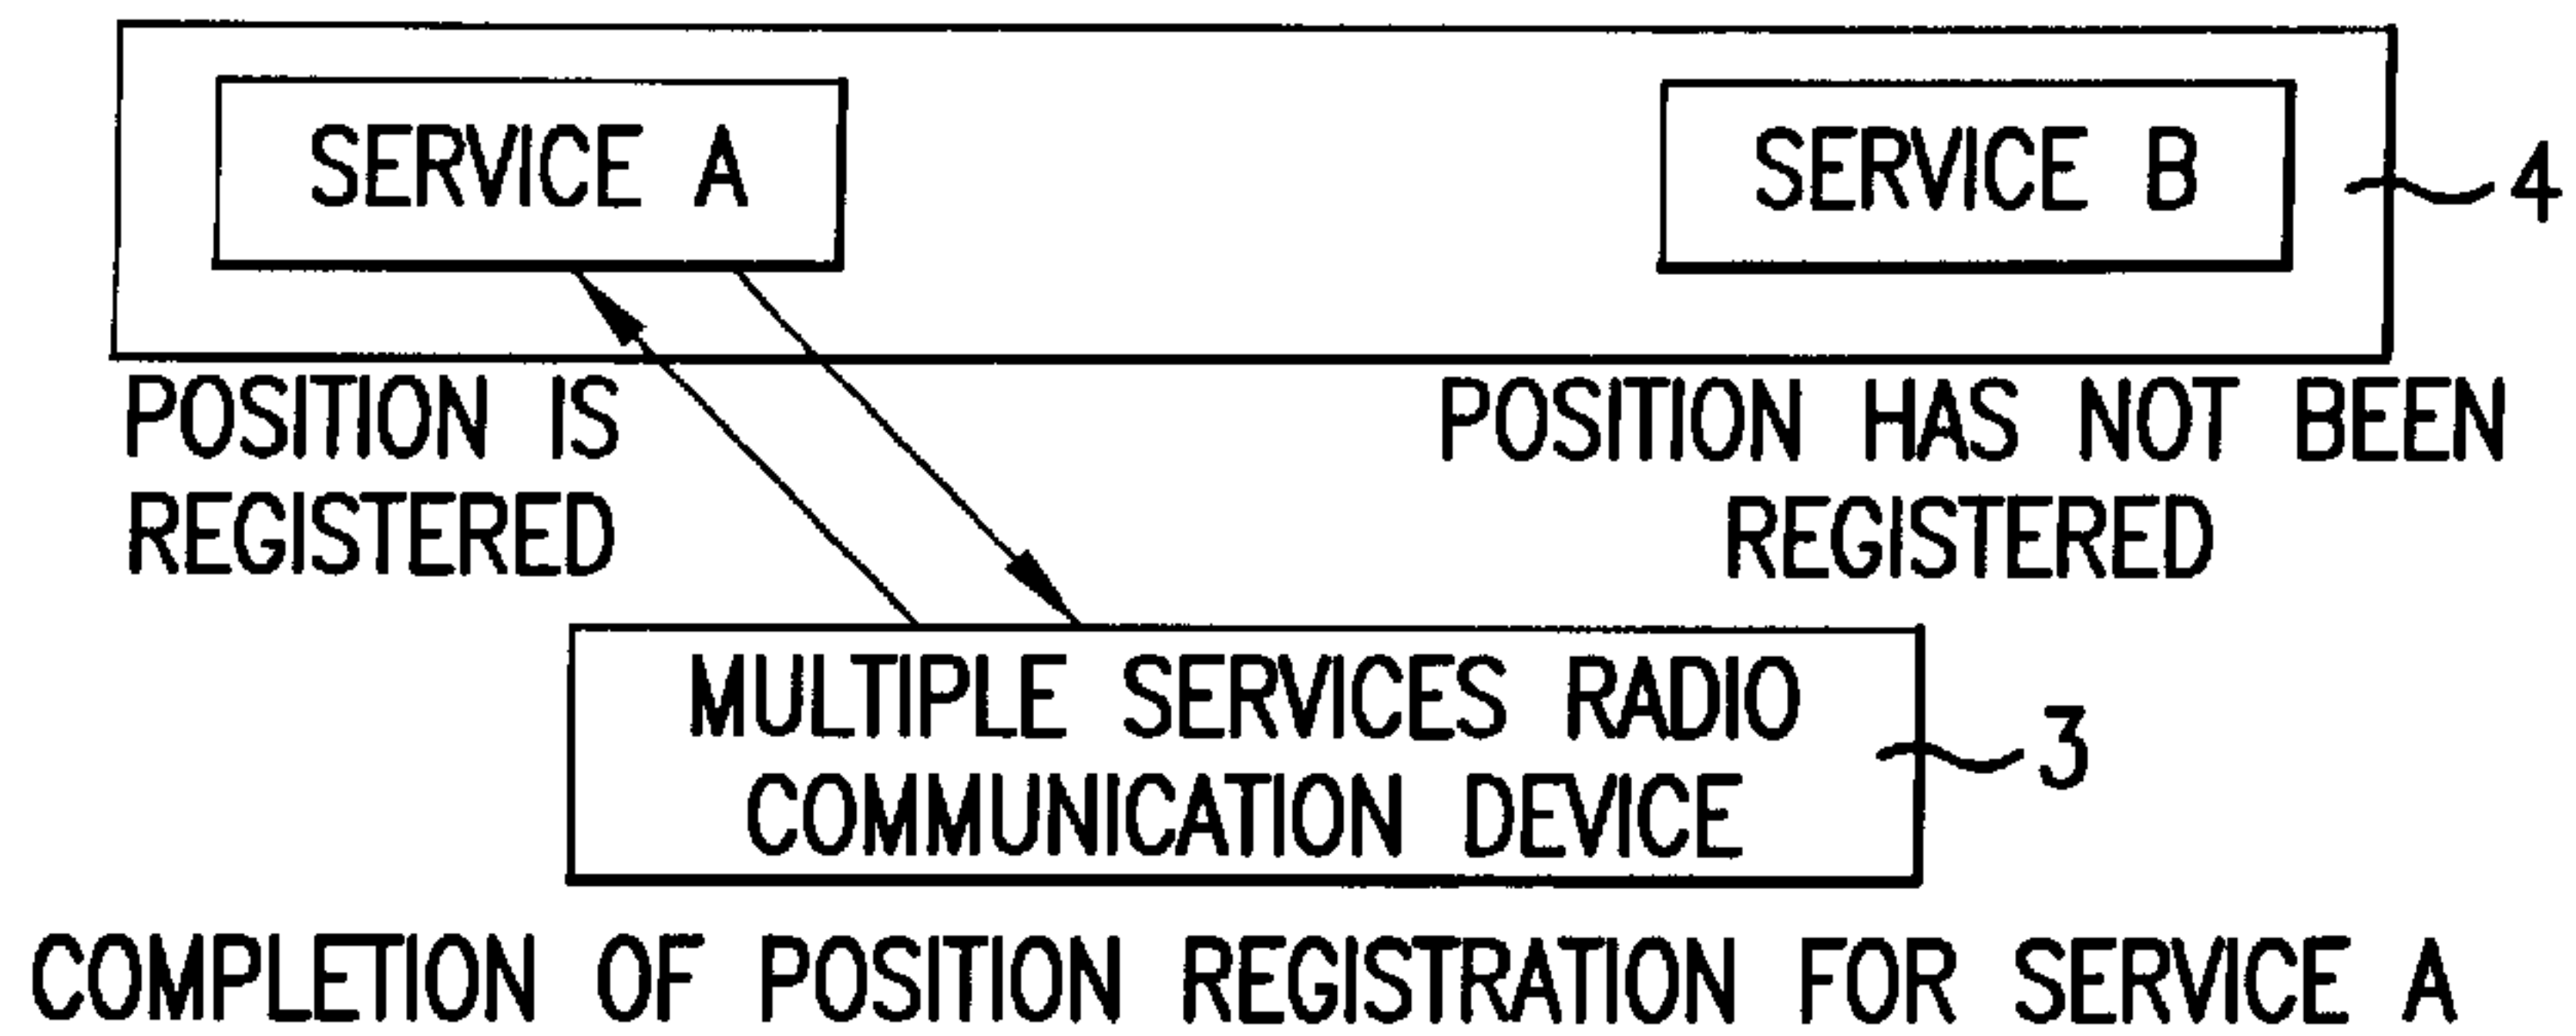 SERVICE A
SERVICE B
4
POSITION IS
REGISTERED
POSITION HAS NOT BEEN
REGISTERED
MULTIPLE SERVICES RADIO
COMMUNICATION DEVICE
3
COMPLETION OF POSITION REGISTRATION FOR SERVICE A